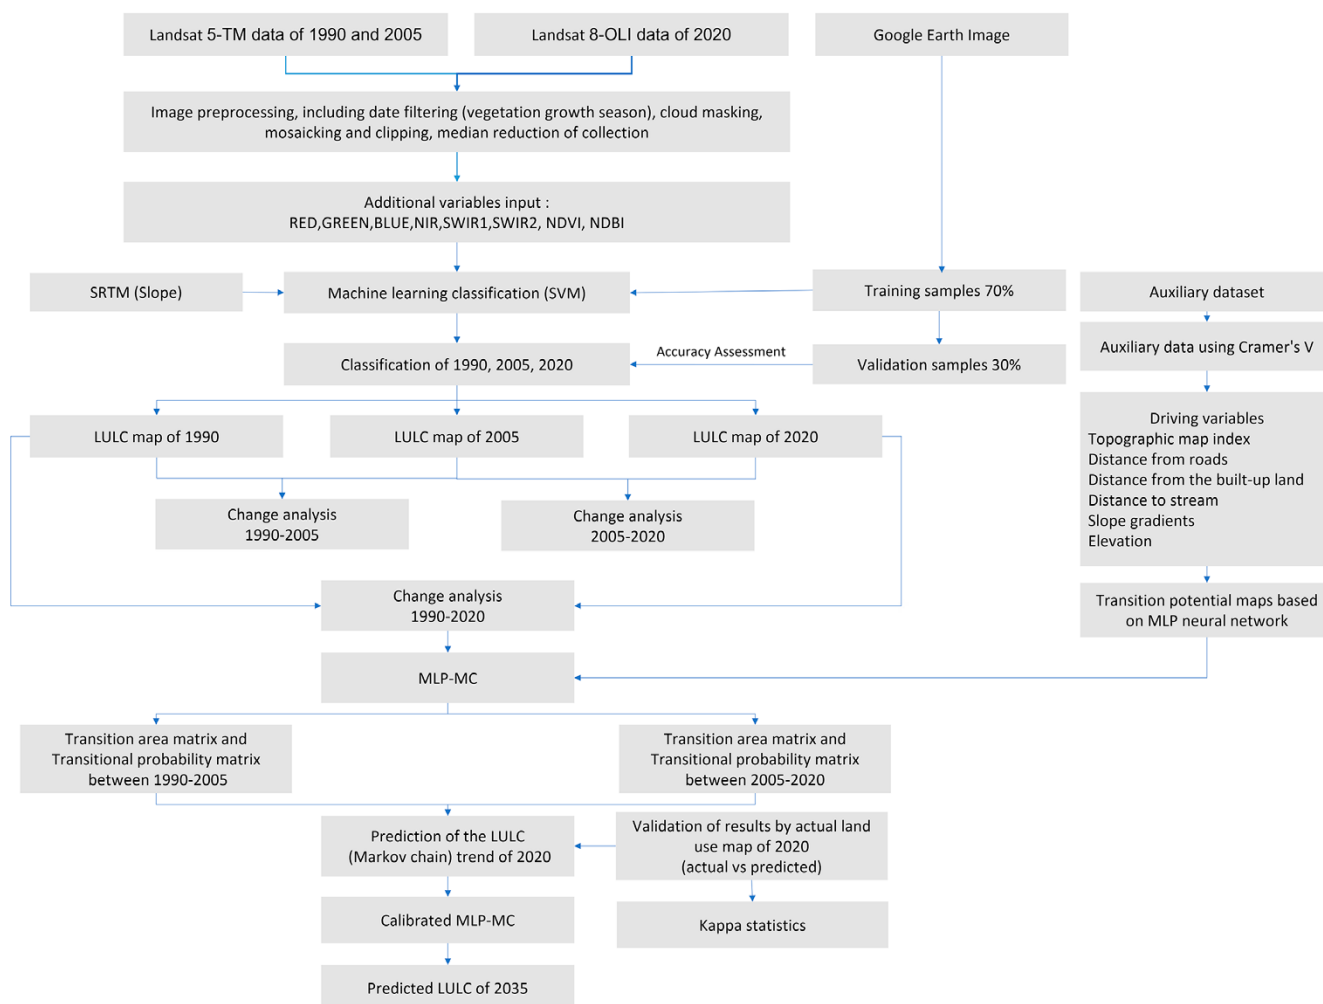 Landsat 5-TM data of 1990 and 2005
Landsat 8-OLI data of 2020
Google Earth Image
Image preprocessing, including date filtering (vegetation growth season), cloud masking,
mosaicking and clipping, median reduction of collection
Additional variables input :
RED,GREEN,BLUE,NIR,SWIR1,SWIR2, NDVI, NDBI
SRTM (Slope)
Machine learning classification (SVM)
Training samples 70%
Auxiliary dataset
Classification of 1990, 2005, 2020
Accuracy Assessment
Validation samples 30%
Auxiliary data using Cramer's V
LULC map of 1990
LULC map of 2005
LULC map of 2020
Driving variables
Topographic map index
Distance from roads
Distance from the built-up land
Distance to stream
Slope gradients
Elevation
Change analysis
1990-2005
Change analysis
2005-2020
Change analysis
1990-2020
Transition potential maps based
on MLP neural network
MLP-MC
Transition area matrix and
Transitional probability matrix
between 1990-2005
Transition area matrix and
Transitional probability matrix
between 2005-2020
Prediction of the LULC
(Markov chain) trend of 2020
Validation of results by actual land
use map of 2020
(actual vs predicted)
Calibrated MLP-MC
Kappa statistics
Predicted LULC of 2035